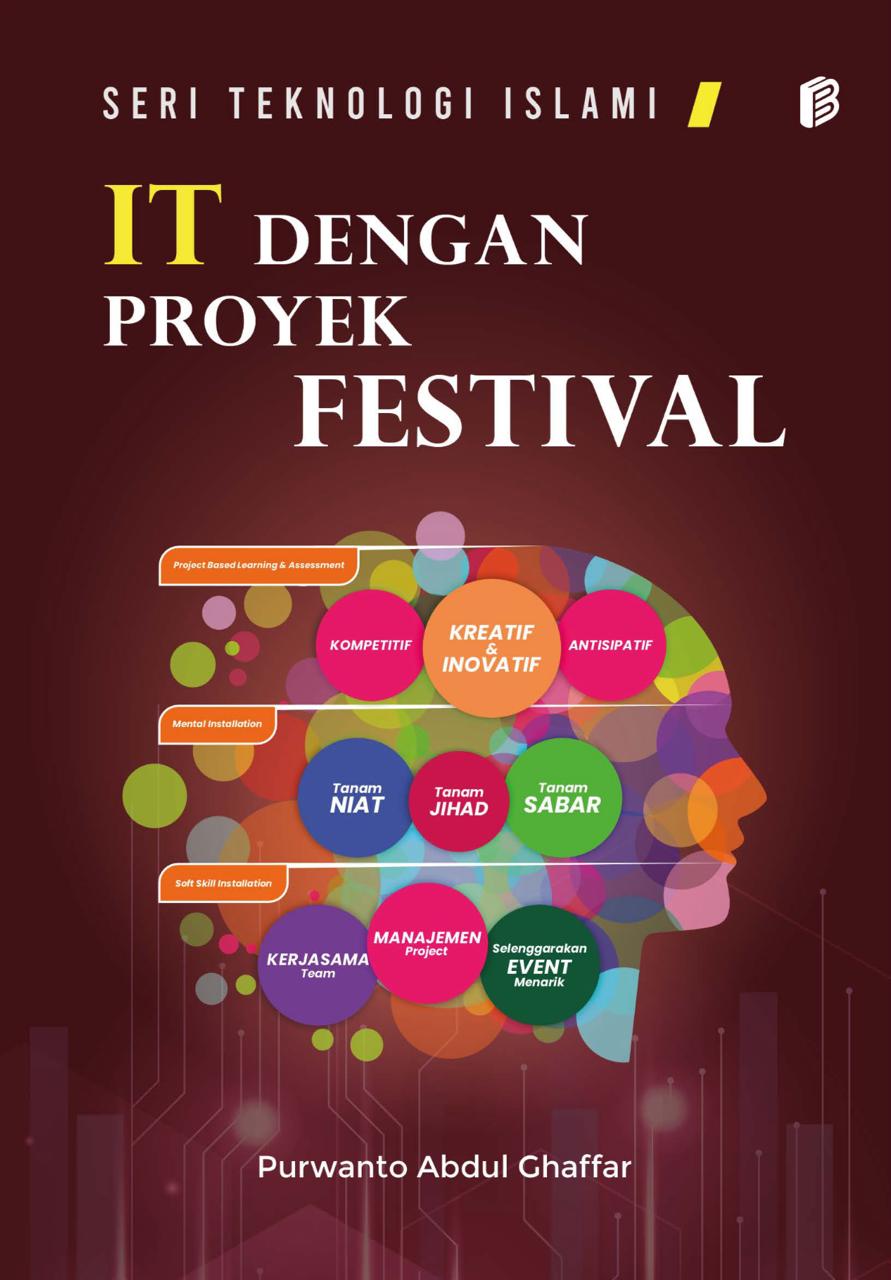 SERI TEKNOLOGI ISLAMI
IT DENGAN
PROYEK
FESTIVAL
Project Based Learning & Assessment
KOMPETITIF
KREATIF
&
INOVATIF
ANTISIPATIF
Mental Installation
Tanam
NIAT
Tanam
JIHAD
Tanam
SABAR
Soft Skill Installation
KERJASAMA
Team
MANAJEMEN
Project
Selenggarakan
EVENT
Menarik
Purwanto Abdul Ghaffar